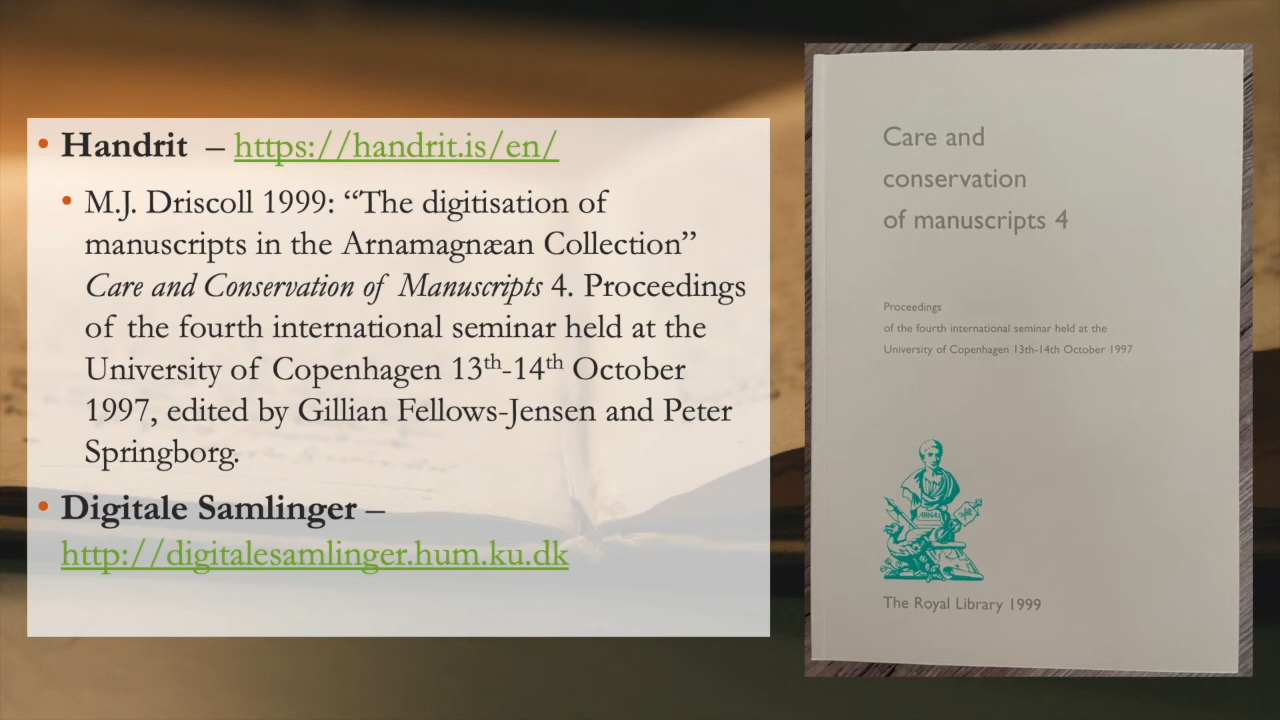 • Handrit – https://handrit.is/en/
• M.J. Driscoll 1999: “The digitisation of
manuscripts in the Arnamagnæan Collection”
Care and Conservation of Manuscripts 4. Proceedings
of the fourth international seminar held at the
University of Copenhagen 13th-14th October
1997, edited by Gillian Fellows-Jensen and Peter
Springborg.
• Digitale Samlinger –
http://digitalesamlinger.hum.ku.dk
Care and
conservation
of manuscripts 4
Proceedings
of the fourth international seminar held at the
University of Copenhagen 13th-14th October 1997
ARNAS
The Royal Library 1999